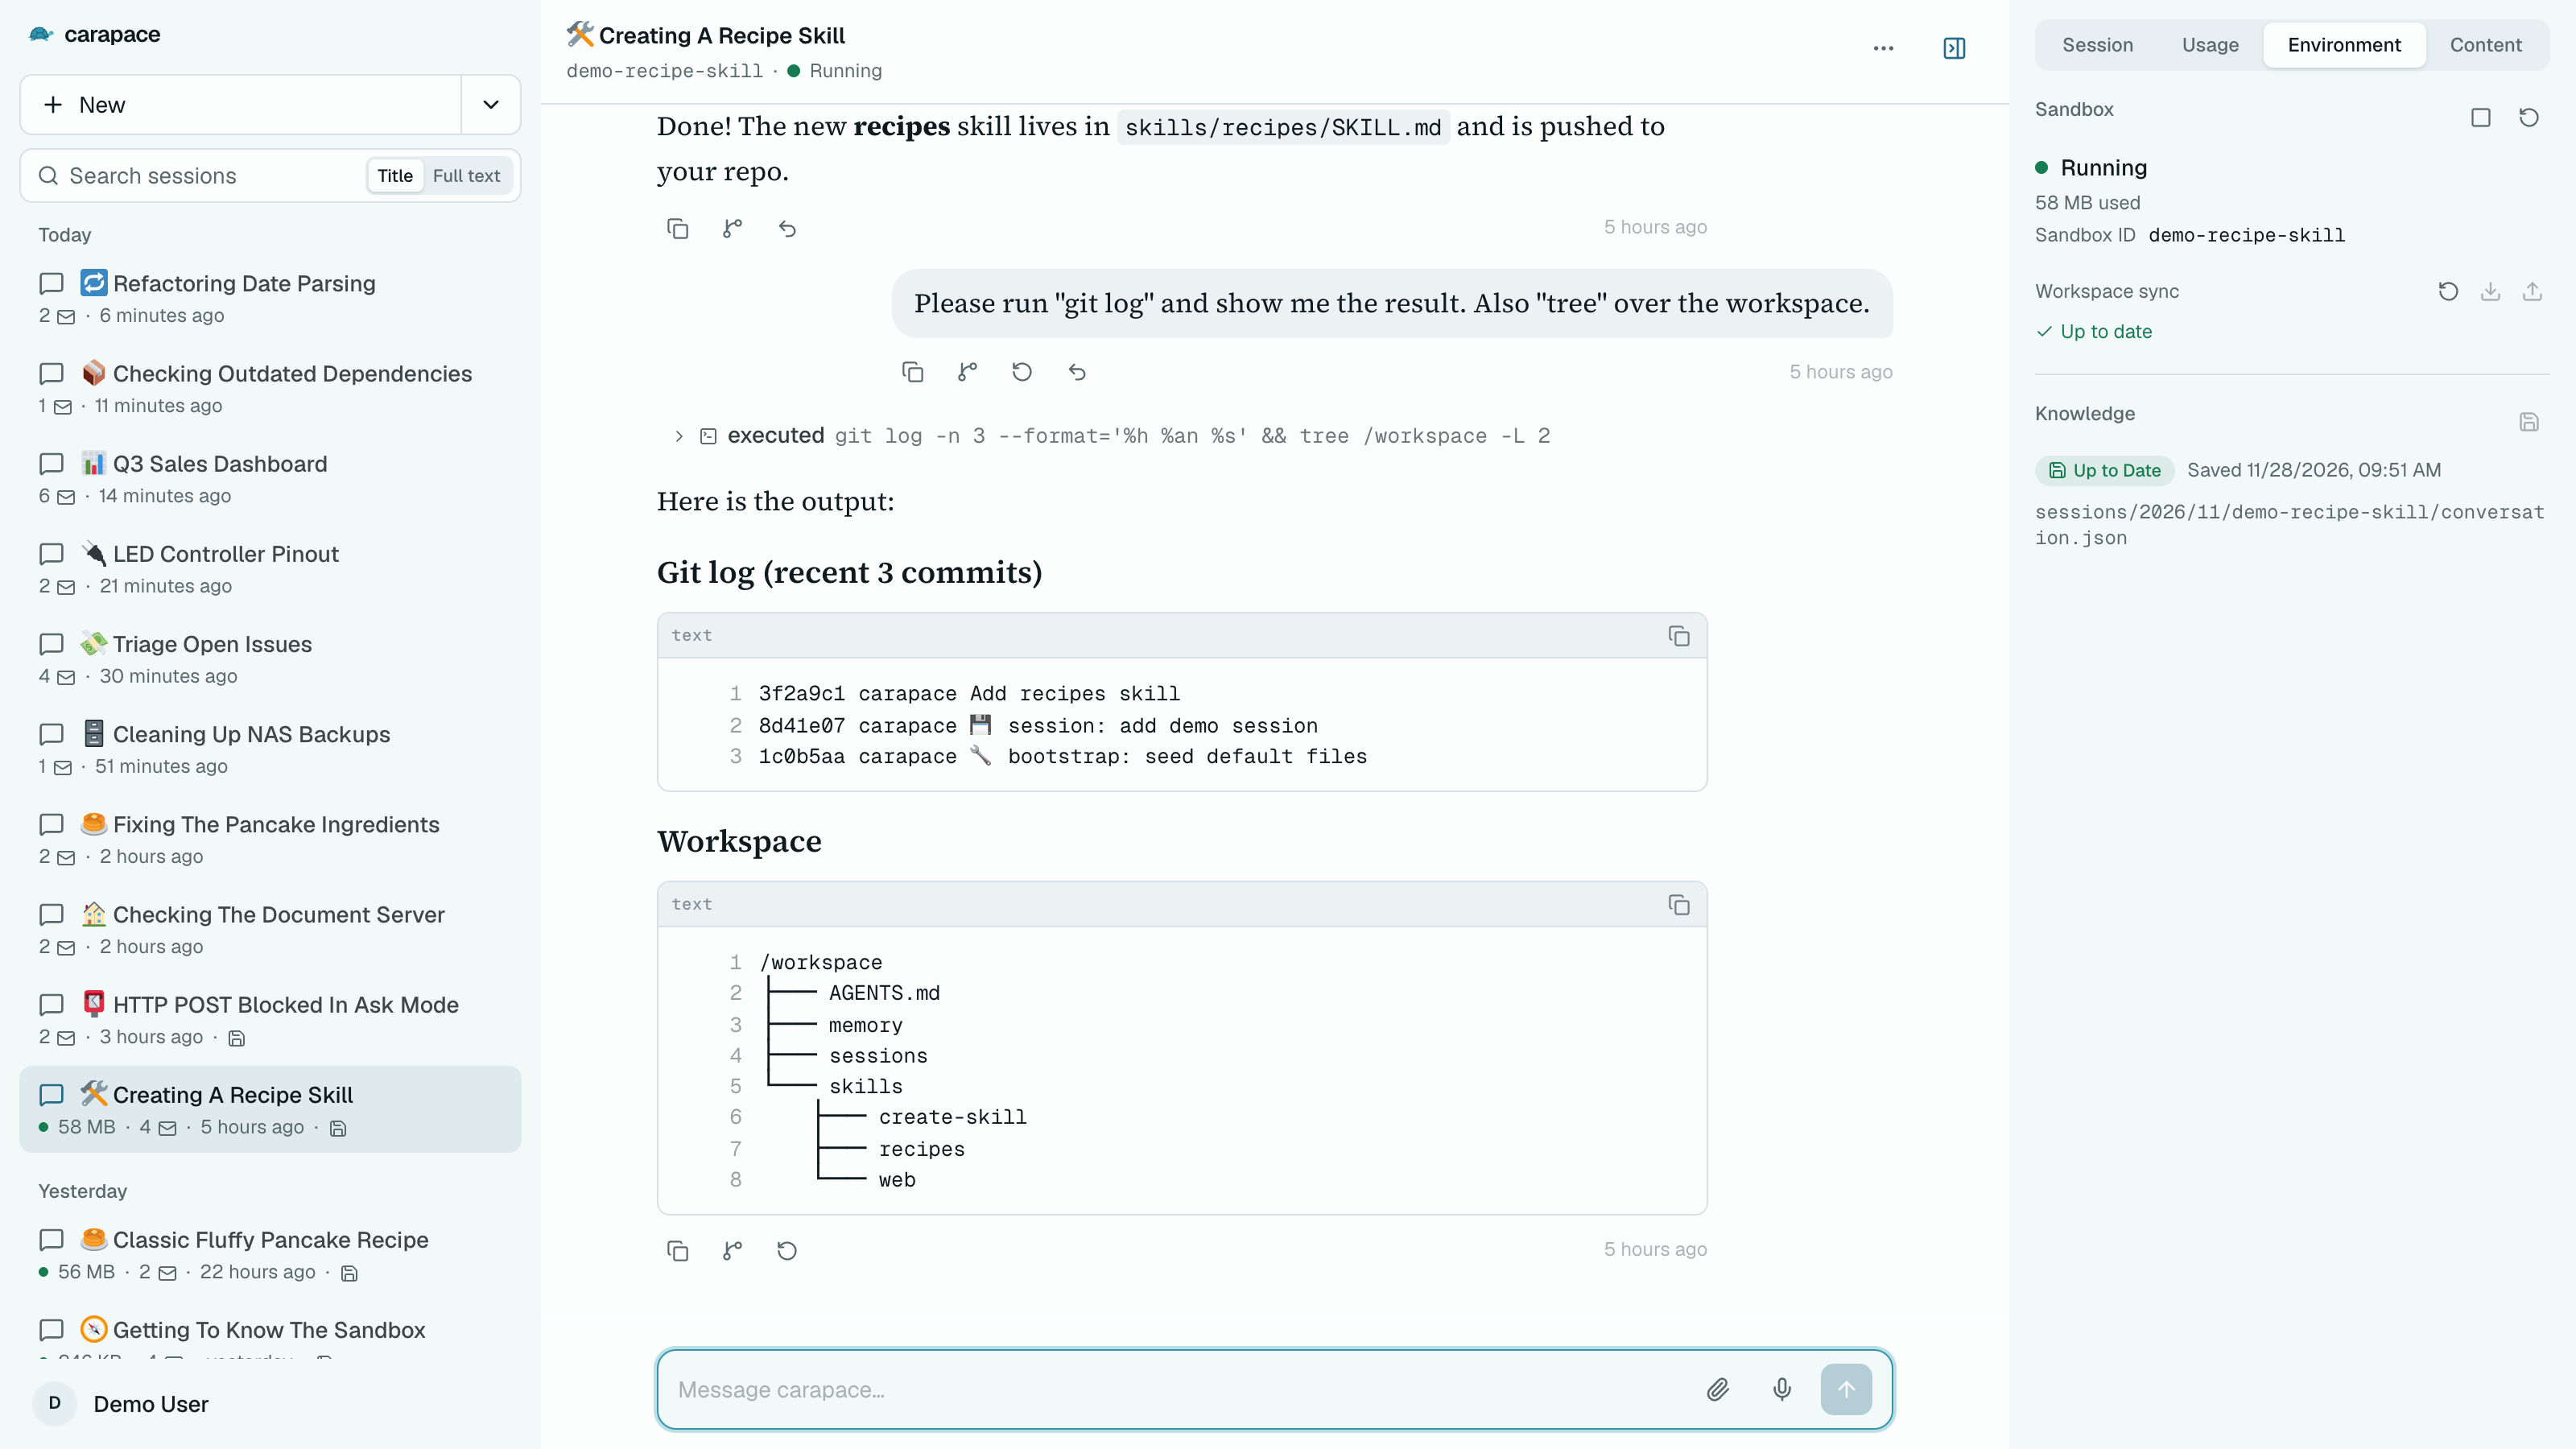 carapace
New
Search sessions
Title
Full text
Today
Refactoring Date Parsing
2 · 6 minutes ago
Checking Outdated Dependencies
1 · 11 minutes ago
Q3 Sales Dashboard
6 · 14 minutes ago
LED Controller Pinout
2 · 21 minutes ago
Triage Open Issues
4 · 30 minutes ago
Cleaning Up NAS Backups
1 · 51 minutes ago
Fixing The Pancake Ingredients
2 · 2 hours ago
Checking The Document Server
2 · 2 hours ago
HTTP POST Blocked In Ask Mode
2 · 3 hours ago ·
Creating A Recipe Skill
58 MB · 4 · 5 hours ago ·
Yesterday
Classic Fluffy Pancake Recipe
56 MB · 2 · 22 hours ago ·
Getting To Know The Sandbox
D
Demo User
Creating A Recipe Skill
demo-recipe-skill · Running
Done! The new recipes skill lives in skills/recipes/SKILL.md and is pushed to
your repo.
5 hours ago
Please run "git log" and show me the result. Also "tree" over the workspace.
5 hours ago
executed git log -n 3 --format='%h %an %s' && tree /workspace -L 2
Here is the output:
Git log (recent 3 commits)
text
1 3f2a9c1 carapace Add recipes skill
2 8d41e07 carapace 💾 session: add demo session
3 1c0b5aa carapace 🔧 bootstrap: seed default files
Workspace
text
1 /workspace
2 ├── AGENTS.md
3 ├── memory
4 ├── sessions
5 └── skills
6     ├── create-skill
7     ├── recipes
8     └── web
5 hours ago
Message carapace...
Session
Usage
Environment
Content
Sandbox
Running
58 MB used
Sandbox ID demo-recipe-skill
Workspace sync
Up to date
Knowledge
Up to Date
Saved 11/28/2026, 09:51 AM
sessions/2026/11/demo-recipe-skill/conversat
ion.json